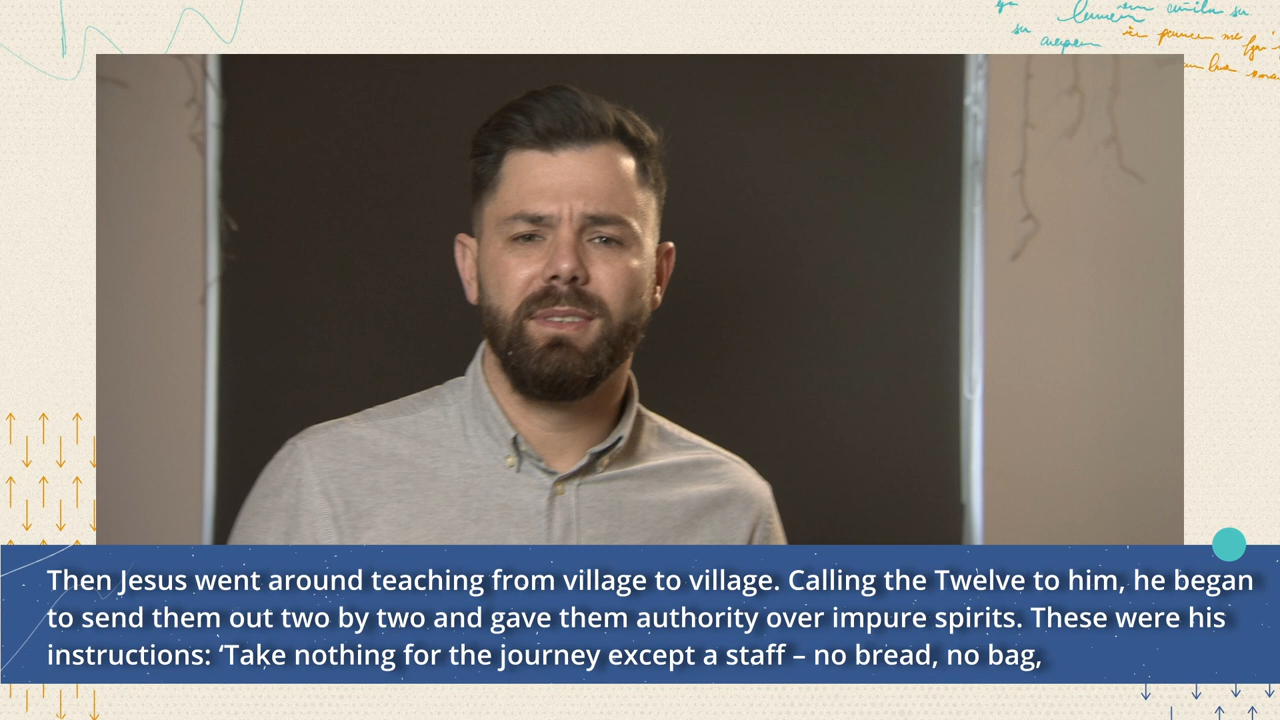 Then Jesus went around teaching from village to village. Calling the Twelve to him, he began
to send them out two by two and gave them authority over impure spirits. These were his
instructions: ‘Take nothing for the journey except a staff – no bread, no bag,